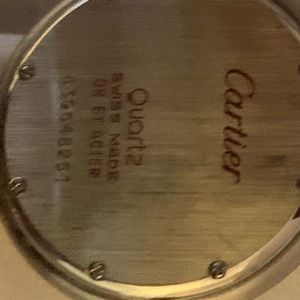 Cartier
Quartz
SWISS MADE
OR ET ACIER